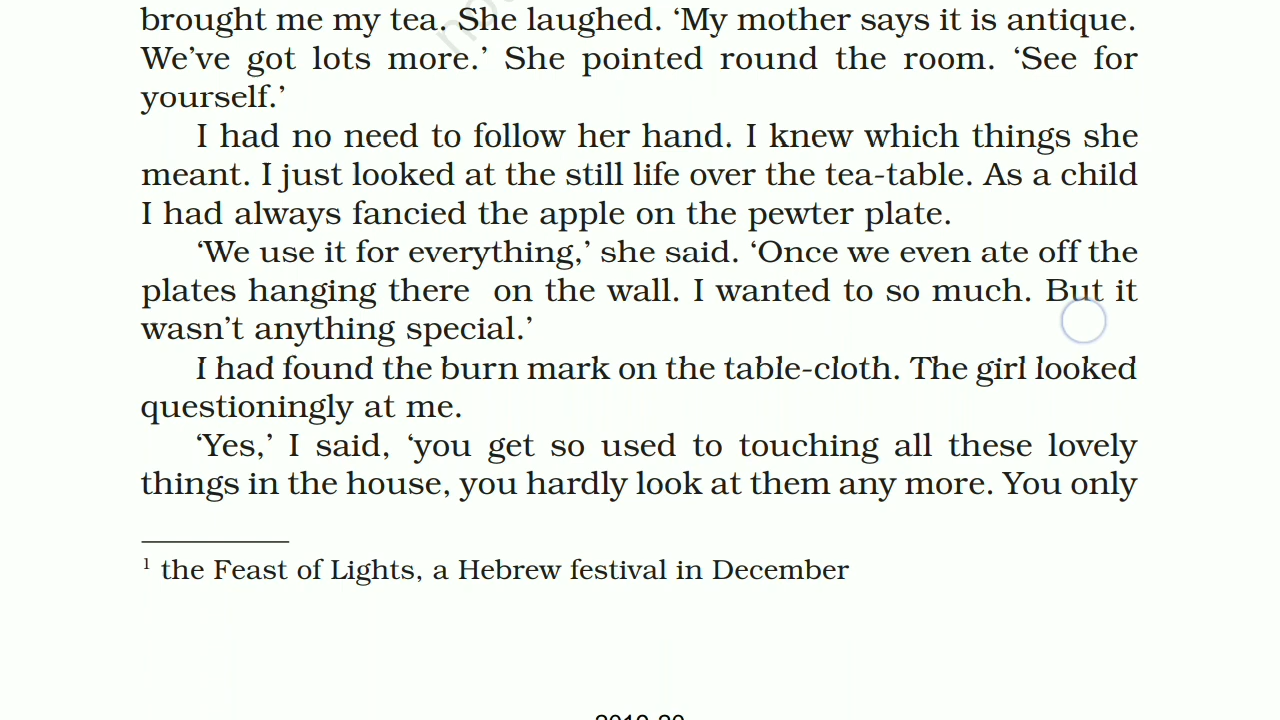 brought me my tea. She laughed. ‘My mother says it is antique.
We’ve got lots more.’ She pointed round the room. ‘See for
yourself.’
I had no need to follow her hand. I knew which things she
meant. I just looked at the still life over the tea-table. As a child
I had always fancied the apple on the pewter plate.
‘We use it for everything,’ she said. ‘Once we even ate off the
plates hanging there on the wall. I wanted to so much. But it
wasn’t anything special.’
I had found the burn mark on the table-cloth. The girl looked
questioningly at me.
‘Yes,’ I said, ‘you get so used to touching all these lovely
things in the house, you hardly look at them any more. You only
1 the Feast of Lights, a Hebrew festival in December
2019-20